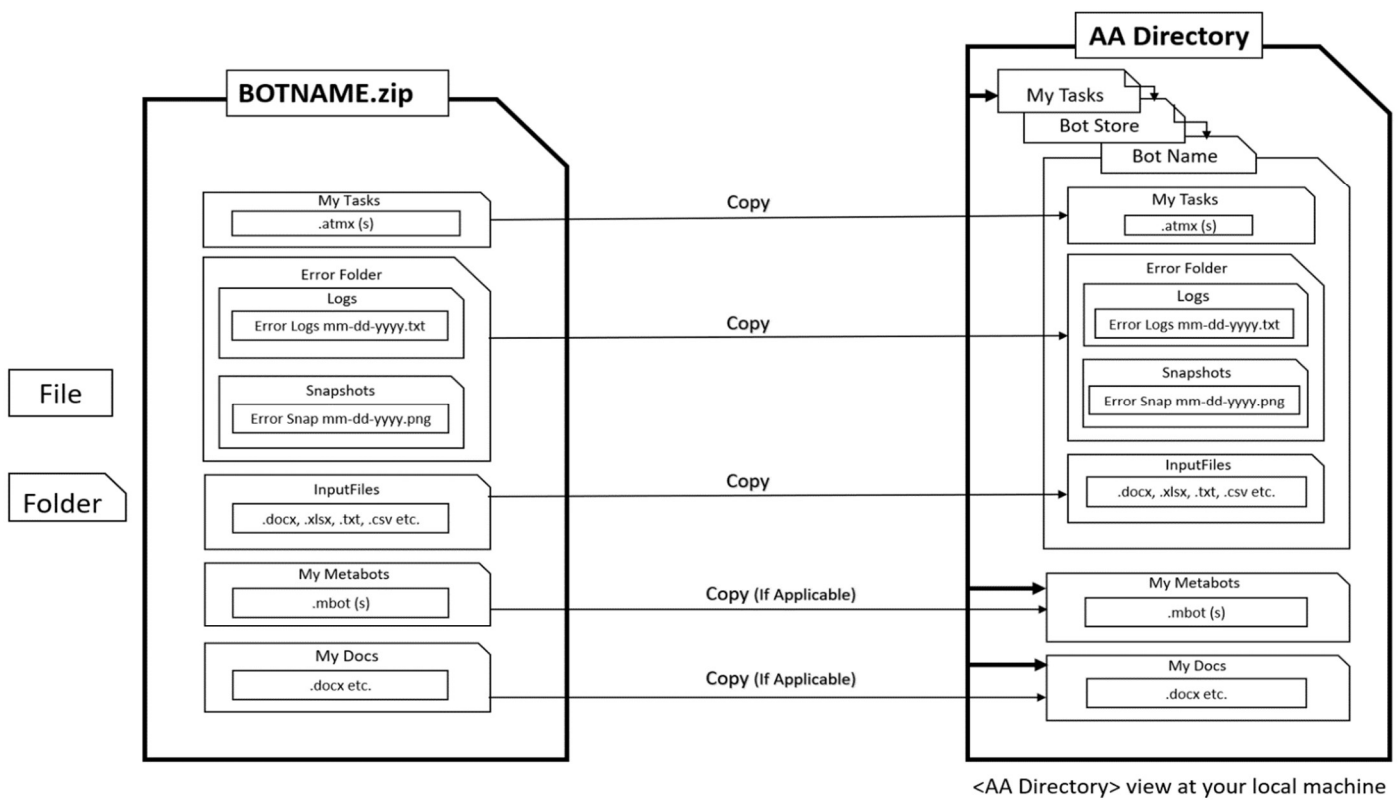 BOTNAME.zip
My Tasks
.atmx (s)
Error Folder
Logs
Error Logs mm-dd-yyyy.txt
Snapshots
Error Snap mm-dd-yyyy.png
InputFiles
.docx, .xlsx, .txt, .csv etc.
My Metabots
.mbot (s)
My Docs
.docx etc.
File
Folder
Copy
Copy
Copy
Copy (If Applicable)
Copy (If Applicable)
AA Directory
My Tasks
Bot Store
Bot Name
My Tasks
.atmx (s)
Error Folder
Logs
Error Logs mm-dd-yyyy.txt
Snapshots
Error Snap mm-dd-yyyy.png
InputFiles
.docx, .xlsx, .txt, .csv etc.
My Metabots
.mbot (s)
My Docs
.docx etc.
<AA Directory> view at your local machine